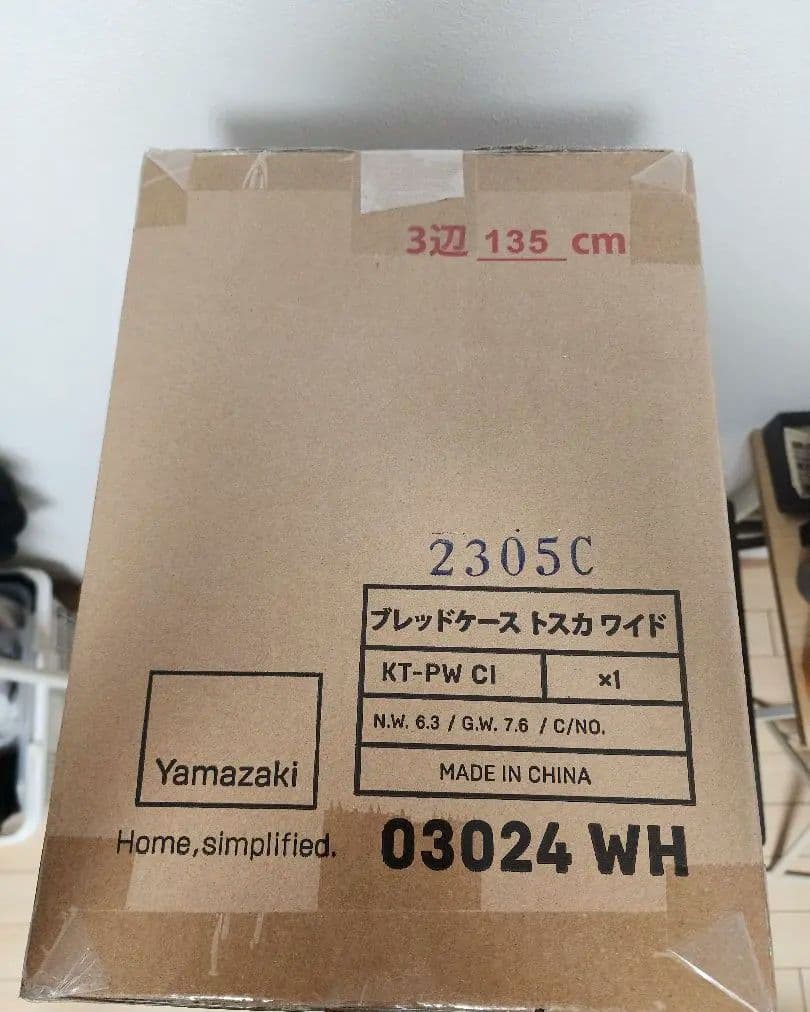 3辺 135 cm
2305C
ブレッドケース トスカ ワイド
KT-PW CI ×1
N.W. 6.3 / G.W. 7.6 / C/NO.
MADE IN CHINA
Yamazaki
Home,simplified.
03024 WH